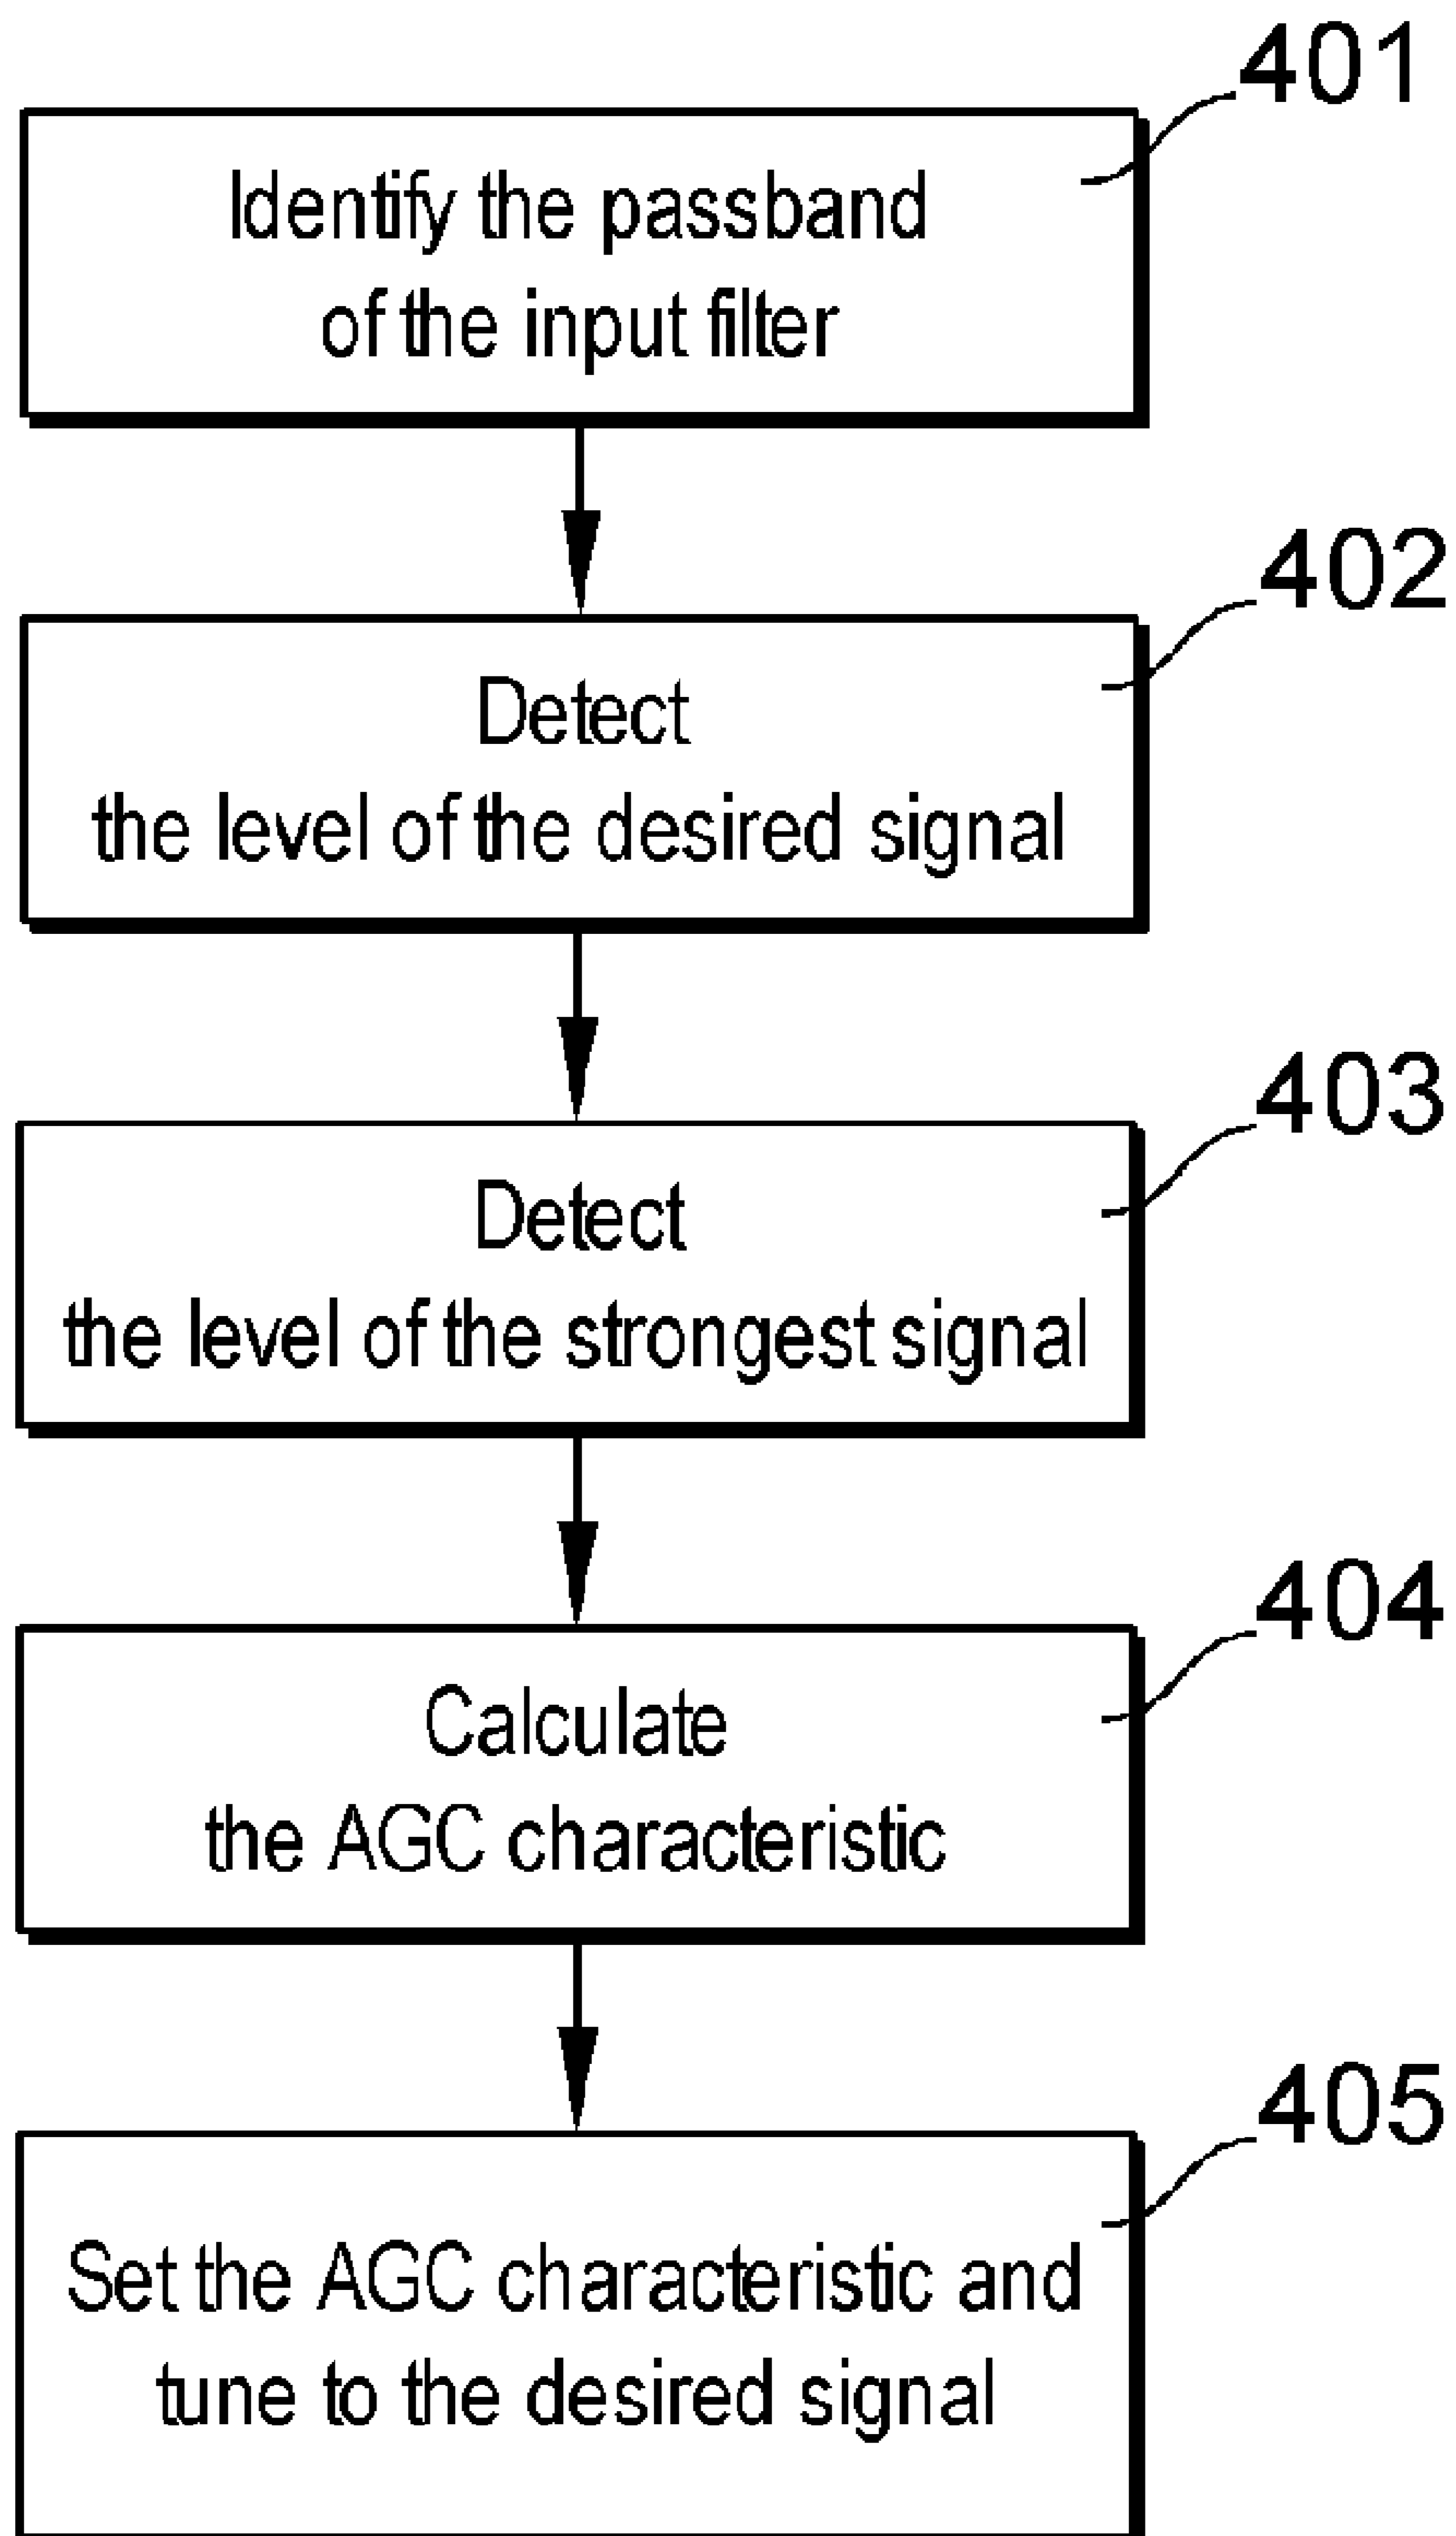 401
Identify the passband
of the input filter
402
Detect
the level of the desired signal
403
Detect
the level of the strongest signal
404
Calculate
the AGC characteristic
405
Set the AGC characteristic and
tune to the desired signal